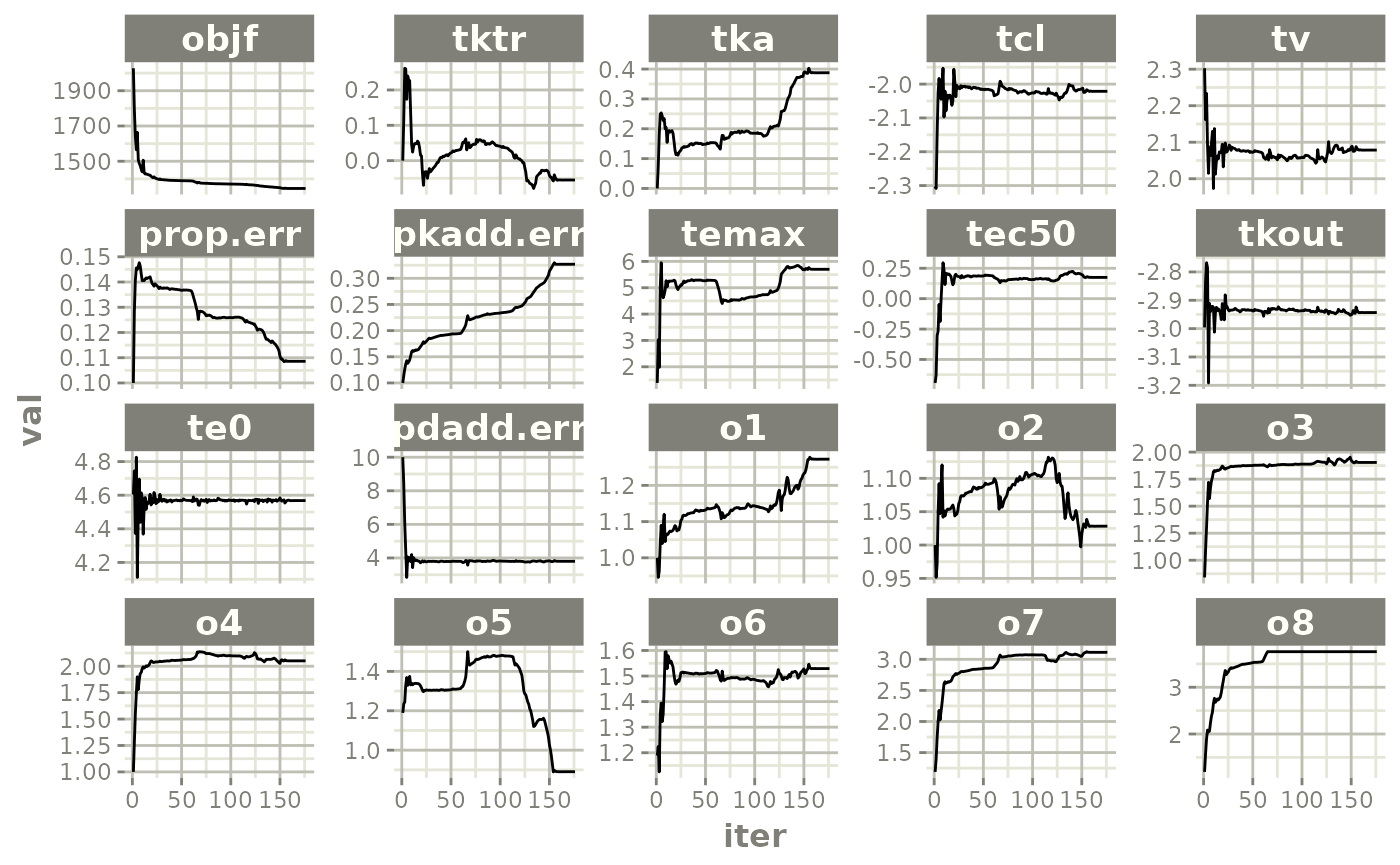 objf tktr tka tcl tv
1900 1700 1500
0.2 0.1 0.0
0.4 0.3 0.2 0.1 0.0
-2.0 -2.1 -2.2 -2.3
2.3 2.2 2.1 2.0
prop.err pkadd.err temax tec50 tkout
0.15 0.14 0.13 0.12 0.11 0.10
0.30 0.25 0.20 0.15 0.10
6 5 4 3 2
0.25 0.00 -0.25 -0.50
-2.8 -2.9 -3.0 -3.1 -3.2
val
te0 pdadd.err o1 o2 o3
4.8 4.6 4.4 4.2
10 8 6 4
1.2 1.1 1.0
1.10 1.05 1.00 0.95
2.00 1.75 1.50 1.25 1.00
o4 o5 o6 o7 o8
2.00 1.75 1.50 1.25 1.00
1.4 1.2 1.0
1.6 1.5 1.4 1.3 1.2
3.0 2.5 2.0 1.5
3 2
0 50 100 150 0 50 100 150 0 50 100 150 0 50 100 150 0 50 100 150
iter